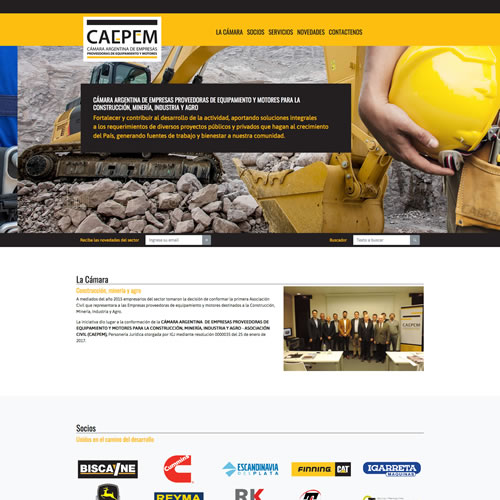 CAEPEM
CÁMARA ARGENTINA DE EMPRESAS
PROVEEDORAS DE EQUIPAMIENTO Y MOTORES
LA CÁMARA SOCIOS SERVICIOS NOVEDADES CONTACTENOS
CÁMARA ARGENTINA DE EMPRESAS PROVEEDORAS DE EQUIPAMIENTO Y MOTORES PARA LA
CONSTRUCCIÓN, MINERÍA, INDUSTRIA Y AGRO
Fortalecer y contribuir al desarrollo de la actividad, aportando soluciones integrales
a los requerimientos de diversos proyectos públicos y privados que hagan al crecimiento
del País, generando fuentes de trabajo y bienestar a nuestra comunidad.
Reciba las novedades del sector Ingrese su email Buscador Texto a buscar
La Cámara
Construcción, minería y agro
A mediados del año 2015 empresarios del sector tomaron la decisión de conformar la primera Asociación
Civil que representara a las Empresas proveedoras de equipamiento y motores destinados a la Construcción,
Minería, Industria y Agro.
La iniciativa dio lugar a la conformación de la CÁMARA ARGENTINA DE EMPRESAS PROVEEDORAS DE
EQUIPAMIENTO Y MOTORES PARA LA CONSTRUCCIÓN, MINERÍA, INDUSTRIA Y AGRO - ASOCIACIÓN
CIVIL (CAEPEM), Personería Jurídica otorgada por IGJ mediante resolución 0000035 del 25 de enero de
2017.
CAEPEM
Socios
Unidos en el camino del desarrollo
BISCAYNE
Cummins
ESCANDINAVIA
DEL PLATA
FINNING CAT
IGARRETA
MAQUINAS
REYMA
RK